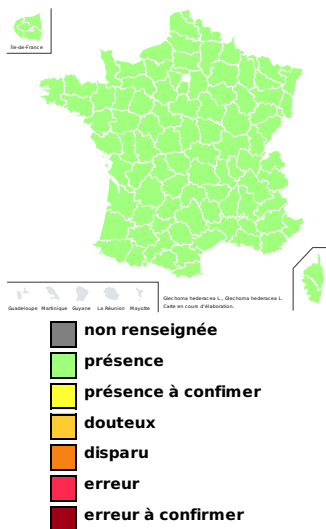 Île-de-France
Guadeloupe Martinique Guyane La Réunion Mayotte
Glechoma hederacea L., Glechoma hederacea L.
Carte en cours d'élaboration.
non renseignée
présence
présence à confimer
douteux
disparu
erreur
erreur à confirmer